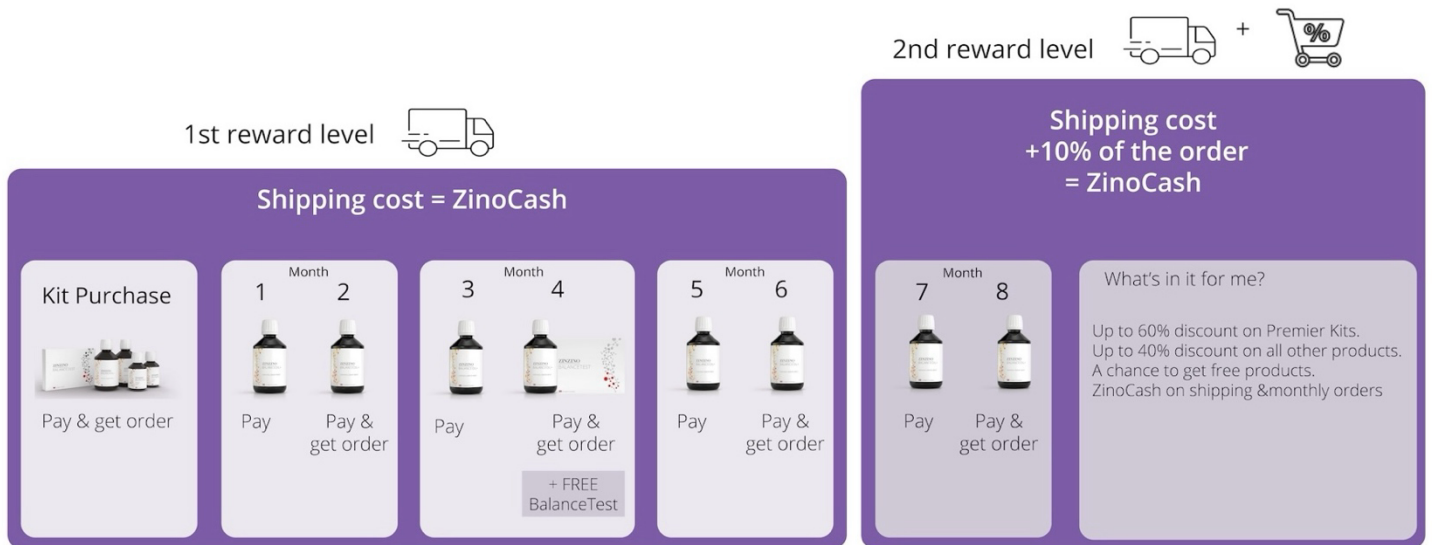 2nd reward level
+
%
1st reward level
Shipping cost
+10% of the order
= ZinoCash
Shipping cost = ZinoCash
Kit Purchase
Pay & get order
Month
1 2
Pay
Pay &
get order
Month
3 4
Pay
Pay &
get order
+ FREE
BalanceTest
Month
5 6
Pay
Pay &
get order
Month
7 8
Pay
Pay &
get order
What's in it for me?
Up to 60% discount on Premier Kits.
Up to 40% discount on all other products.
A chance to get free products.
ZinoCash on shipping &monthly orders